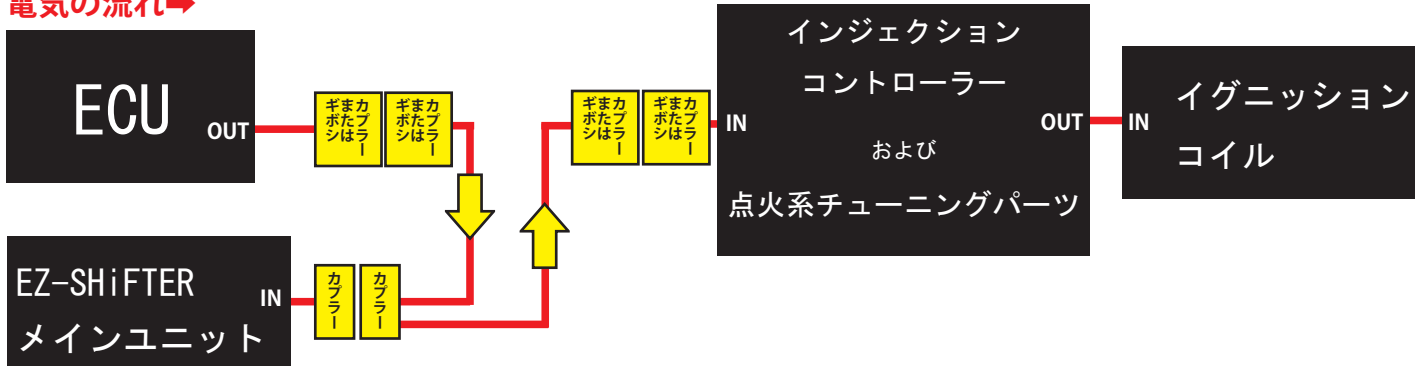 電気の流れ➡
ECU
OUT
カプラー
または
ギボシ
カプラー
または
ギボシ
カプラー
または
ギボシ
カプラー
または
ギボシ
IN
インジェクション
コントローラー
および
点火系チューニングパーツ
OUT
IN
イグニッション
コイル
EZ-SHiFTER
メインユニット
IN
カプラー
カプラー